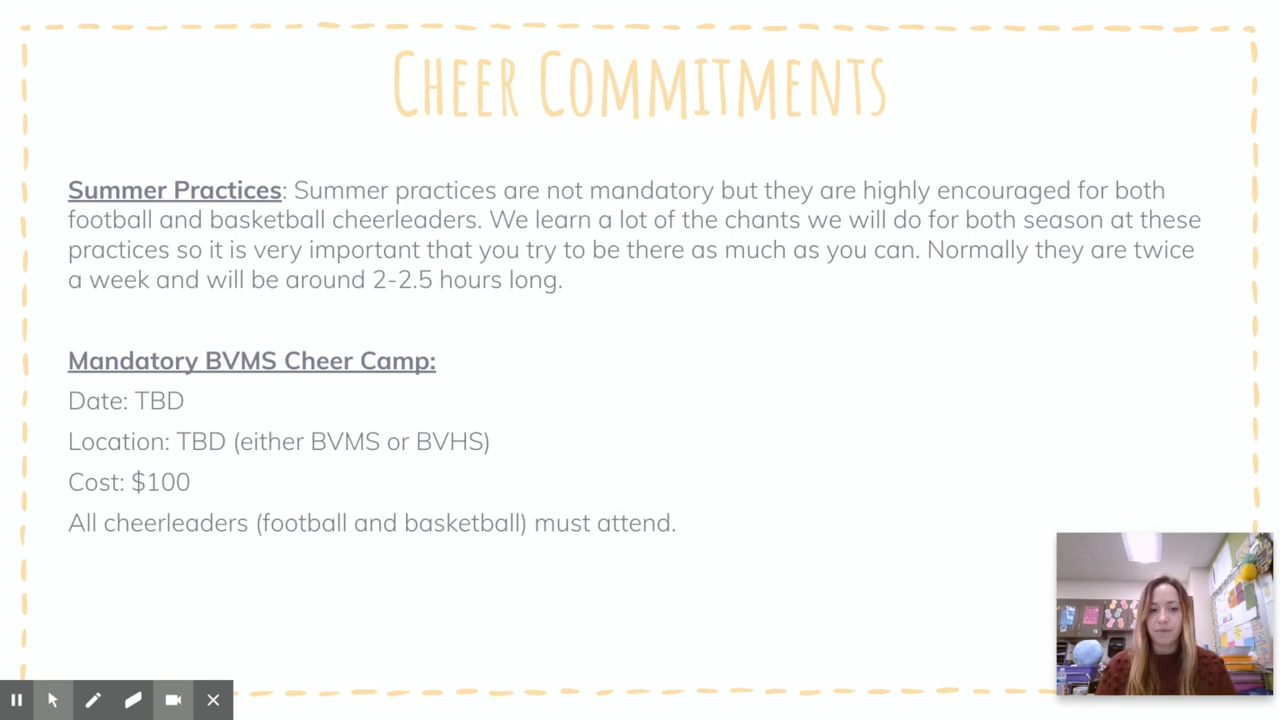 Cheer Commitments
Summer Practices: Summer practices are not mandatory but they are highly encouraged for both
football and basketball cheerleaders. We learn a lot of the chants we will do for both season at these
practices so it is very important that you try to be there as much as you can. Normally they are twice
a week and will be around 2-2.5 hours long.
Mandatory BVMS Cheer Camp:
Date: TBD
Location: TBD (either BVMS or BVHS)
Cost: $100
All cheerleaders (football and basketball) must attend.